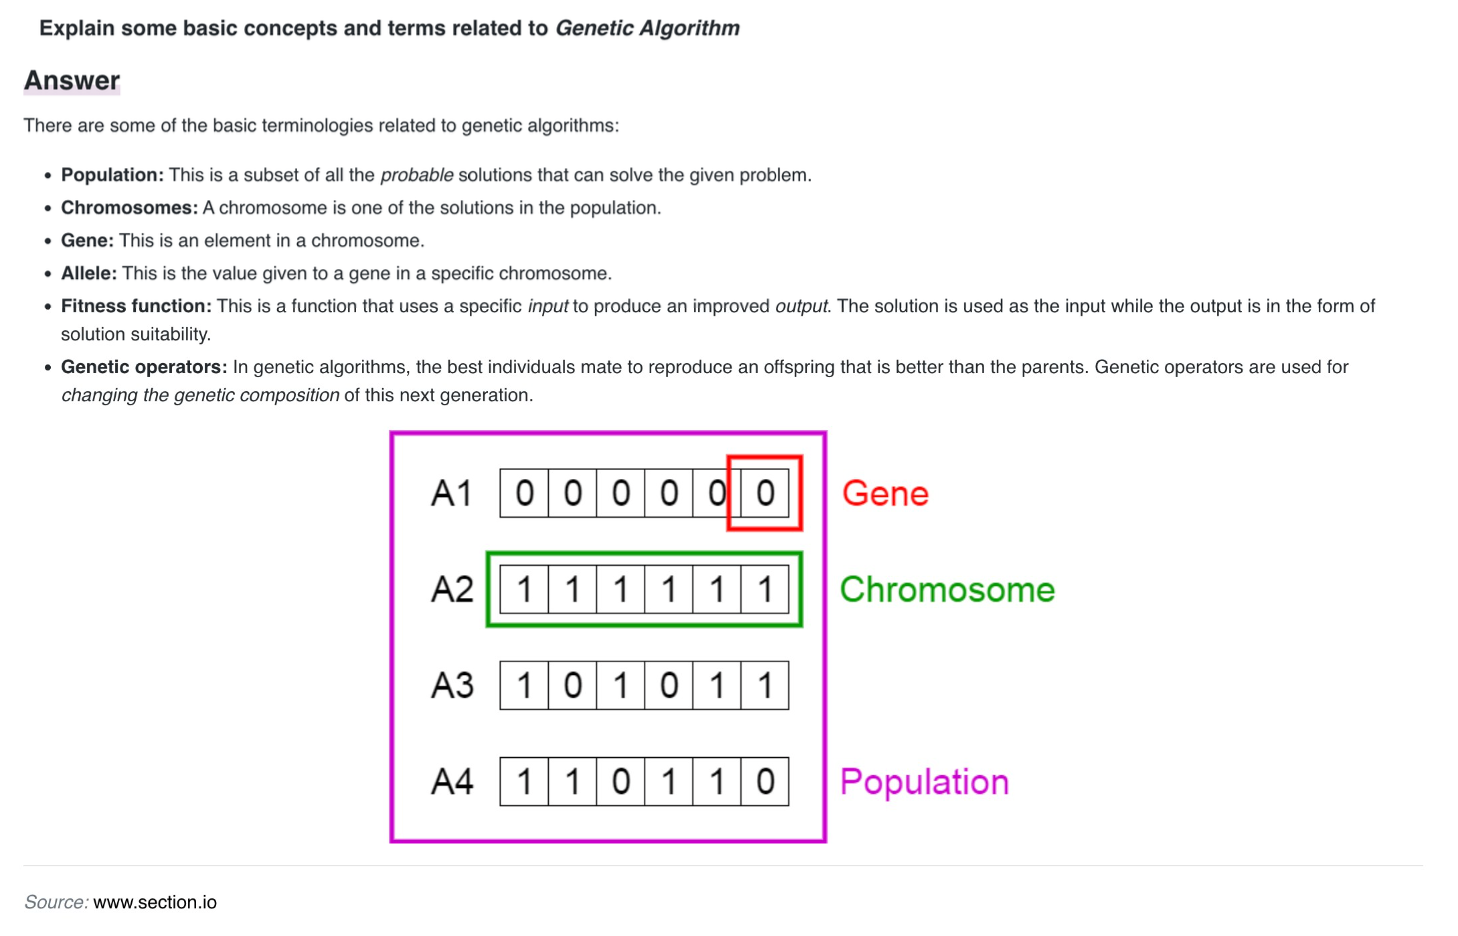 Explain some basic concepts and terms related to Genetic Algorithm
Answer
There are some of the basic terminologies related to genetic algorithms:
• Population: This is a subset of all the probable solutions that can solve the given problem.
• Chromosomes: A chromosome is one of the solutions in the population.
• Gene: This is an element in a chromosome.
• Allele: This is the value given to a gene in a specific chromosome.
• Fitness function: This is a function that uses a specific input to produce an improved output. The solution is used as the input while the output is in the form of
solution suitability.
• Genetic operators: In genetic algorithms, the best individuals mate to reproduce an offspring that is better than the parents. Genetic operators are used for
changing the genetic composition of this next generation.
A1 0 0 0 0 0 0 Gene
A2 1 1 1 1 1 1 Chromosome
A3 1 0 1 0 1 1
A4 1 1 0 1 1 0 Population
Source: www.section.io